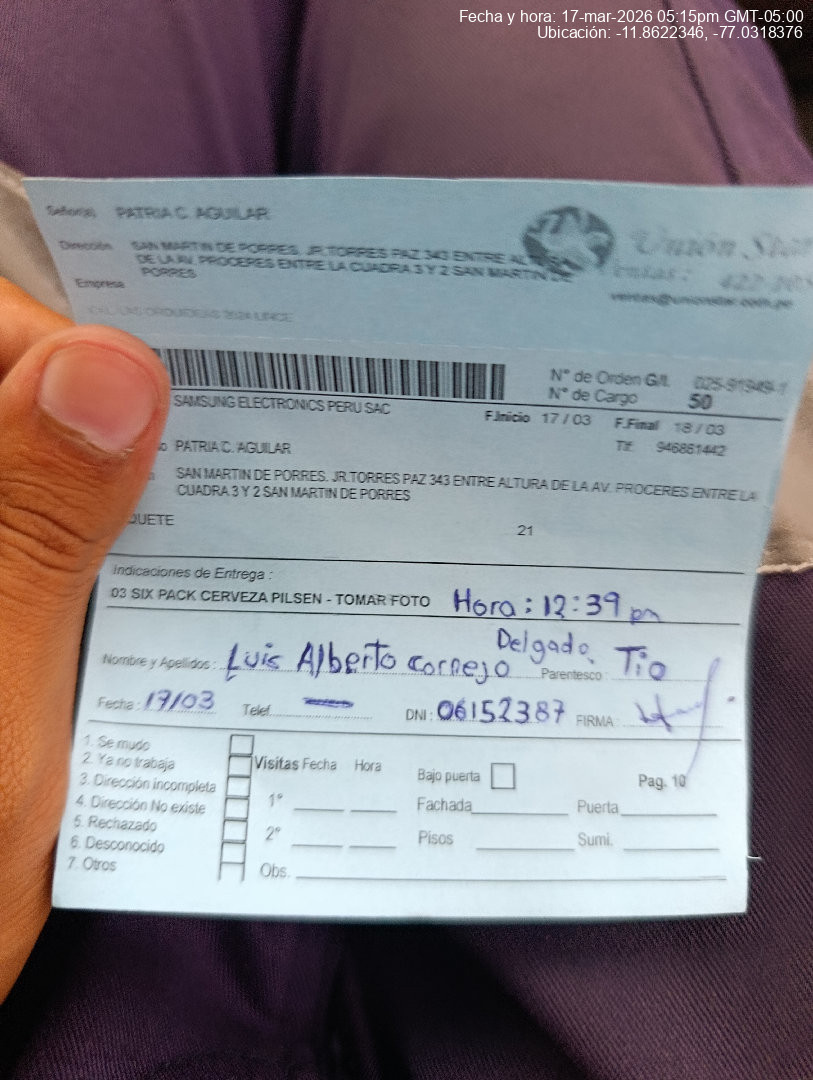 Fecha y hora: 17-mar-2026 05:15pm GMT-05:00
Ubicación: -11.8622346, -77.0318376
Señor(a) PATRIA C. AGUILAR
Dirección SAN MARTIN DE PORRES. JR.TORRES PAZ 343 ENTRE
DE LA AV. PROCERES ENTRE LA CUADRA 3 Y 2 SAN MARTIN DE
PORRES
Unión Star
Ventas: 422-
ventas@unionstar.com.pe
Empresa
N° de Orden G/I. 025-91949-1
N° de Cargo 50
SAMSUNG ELECTRONICS PERU SAC
F.Inicio 17 / 03 F.Final 18 / 03
PATRIA C. AGUILAR
Tlf. 946861442
SAN MARTIN DE PORRES. JR.TORRES PAZ 343 ENTRE ALTURA DE LA AV. PROCERES ENTRE LA
CUADRA 3 Y 2 SAN MARTIN DE PORRES
QUETE 21
Indicaciones de Entrega :
03 SIX PACK CERVEZA PILSEN - TOMAR FOTO Hora : 12:39 pm
Nombre y Apellidos : Luis Alberto Cornejo Delgado Parentesco : Tio
Fecha : 17/03 Telef. DNI : 06152387 FIRMA :
1. Se mudo
2. Ya no trabaja
3. Dirección incompleta
4. Dirección No existe
5. Rechazado
6. Desconocido
7. Otros
Visitas Fecha Hora
1°
2°
Obs.
Bajo puerta
Pag. 10
Fachada Puerta
Pisos Sumi.